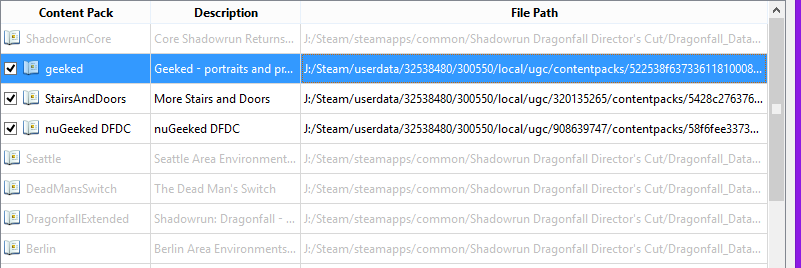 Content Pack Description File Path
ShadowrunCore Core Shadowrun Returns... J:/Steam/steamapps/common/Shadowrun Dragonfall Director's Cut/Dragonfall_Data...
geeked Geeked - portraits and pr... J:/Steam/userdata/32538480/300550/local/ugc/contentpacks/522538f63733611810008...
StairsAndDoors More Stairs and Doors J:/Steam/userdata/32538480/300550/local/ugc/320135265/contentpacks/5428c276376...
nuGeeked DFDC nuGeeked DFDC J:/Steam/userdata/32538480/300550/local/ugc/908639747/contentpacks/58f6fee3373...
Seattle Seattle Area Environment... J:/Steam/steamapps/common/Shadowrun Dragonfall Director's Cut/Dragonfall_Data...
DeadMansSwitch The Dead Man's Switch J:/Steam/steamapps/common/Shadowrun Dragonfall Director's Cut/Dragonfall_Data...
DragonfallExtended Shadowrun: Dragonfall - ... J:/Steam/steamapps/common/Shadowrun Dragonfall Director's Cut/Dragonfall_Data...
Berlin Berlin Area Environments... J:/Steam/steamapps/common/Shadowrun Dragonfall Director's Cut/Dragonfall_Data...